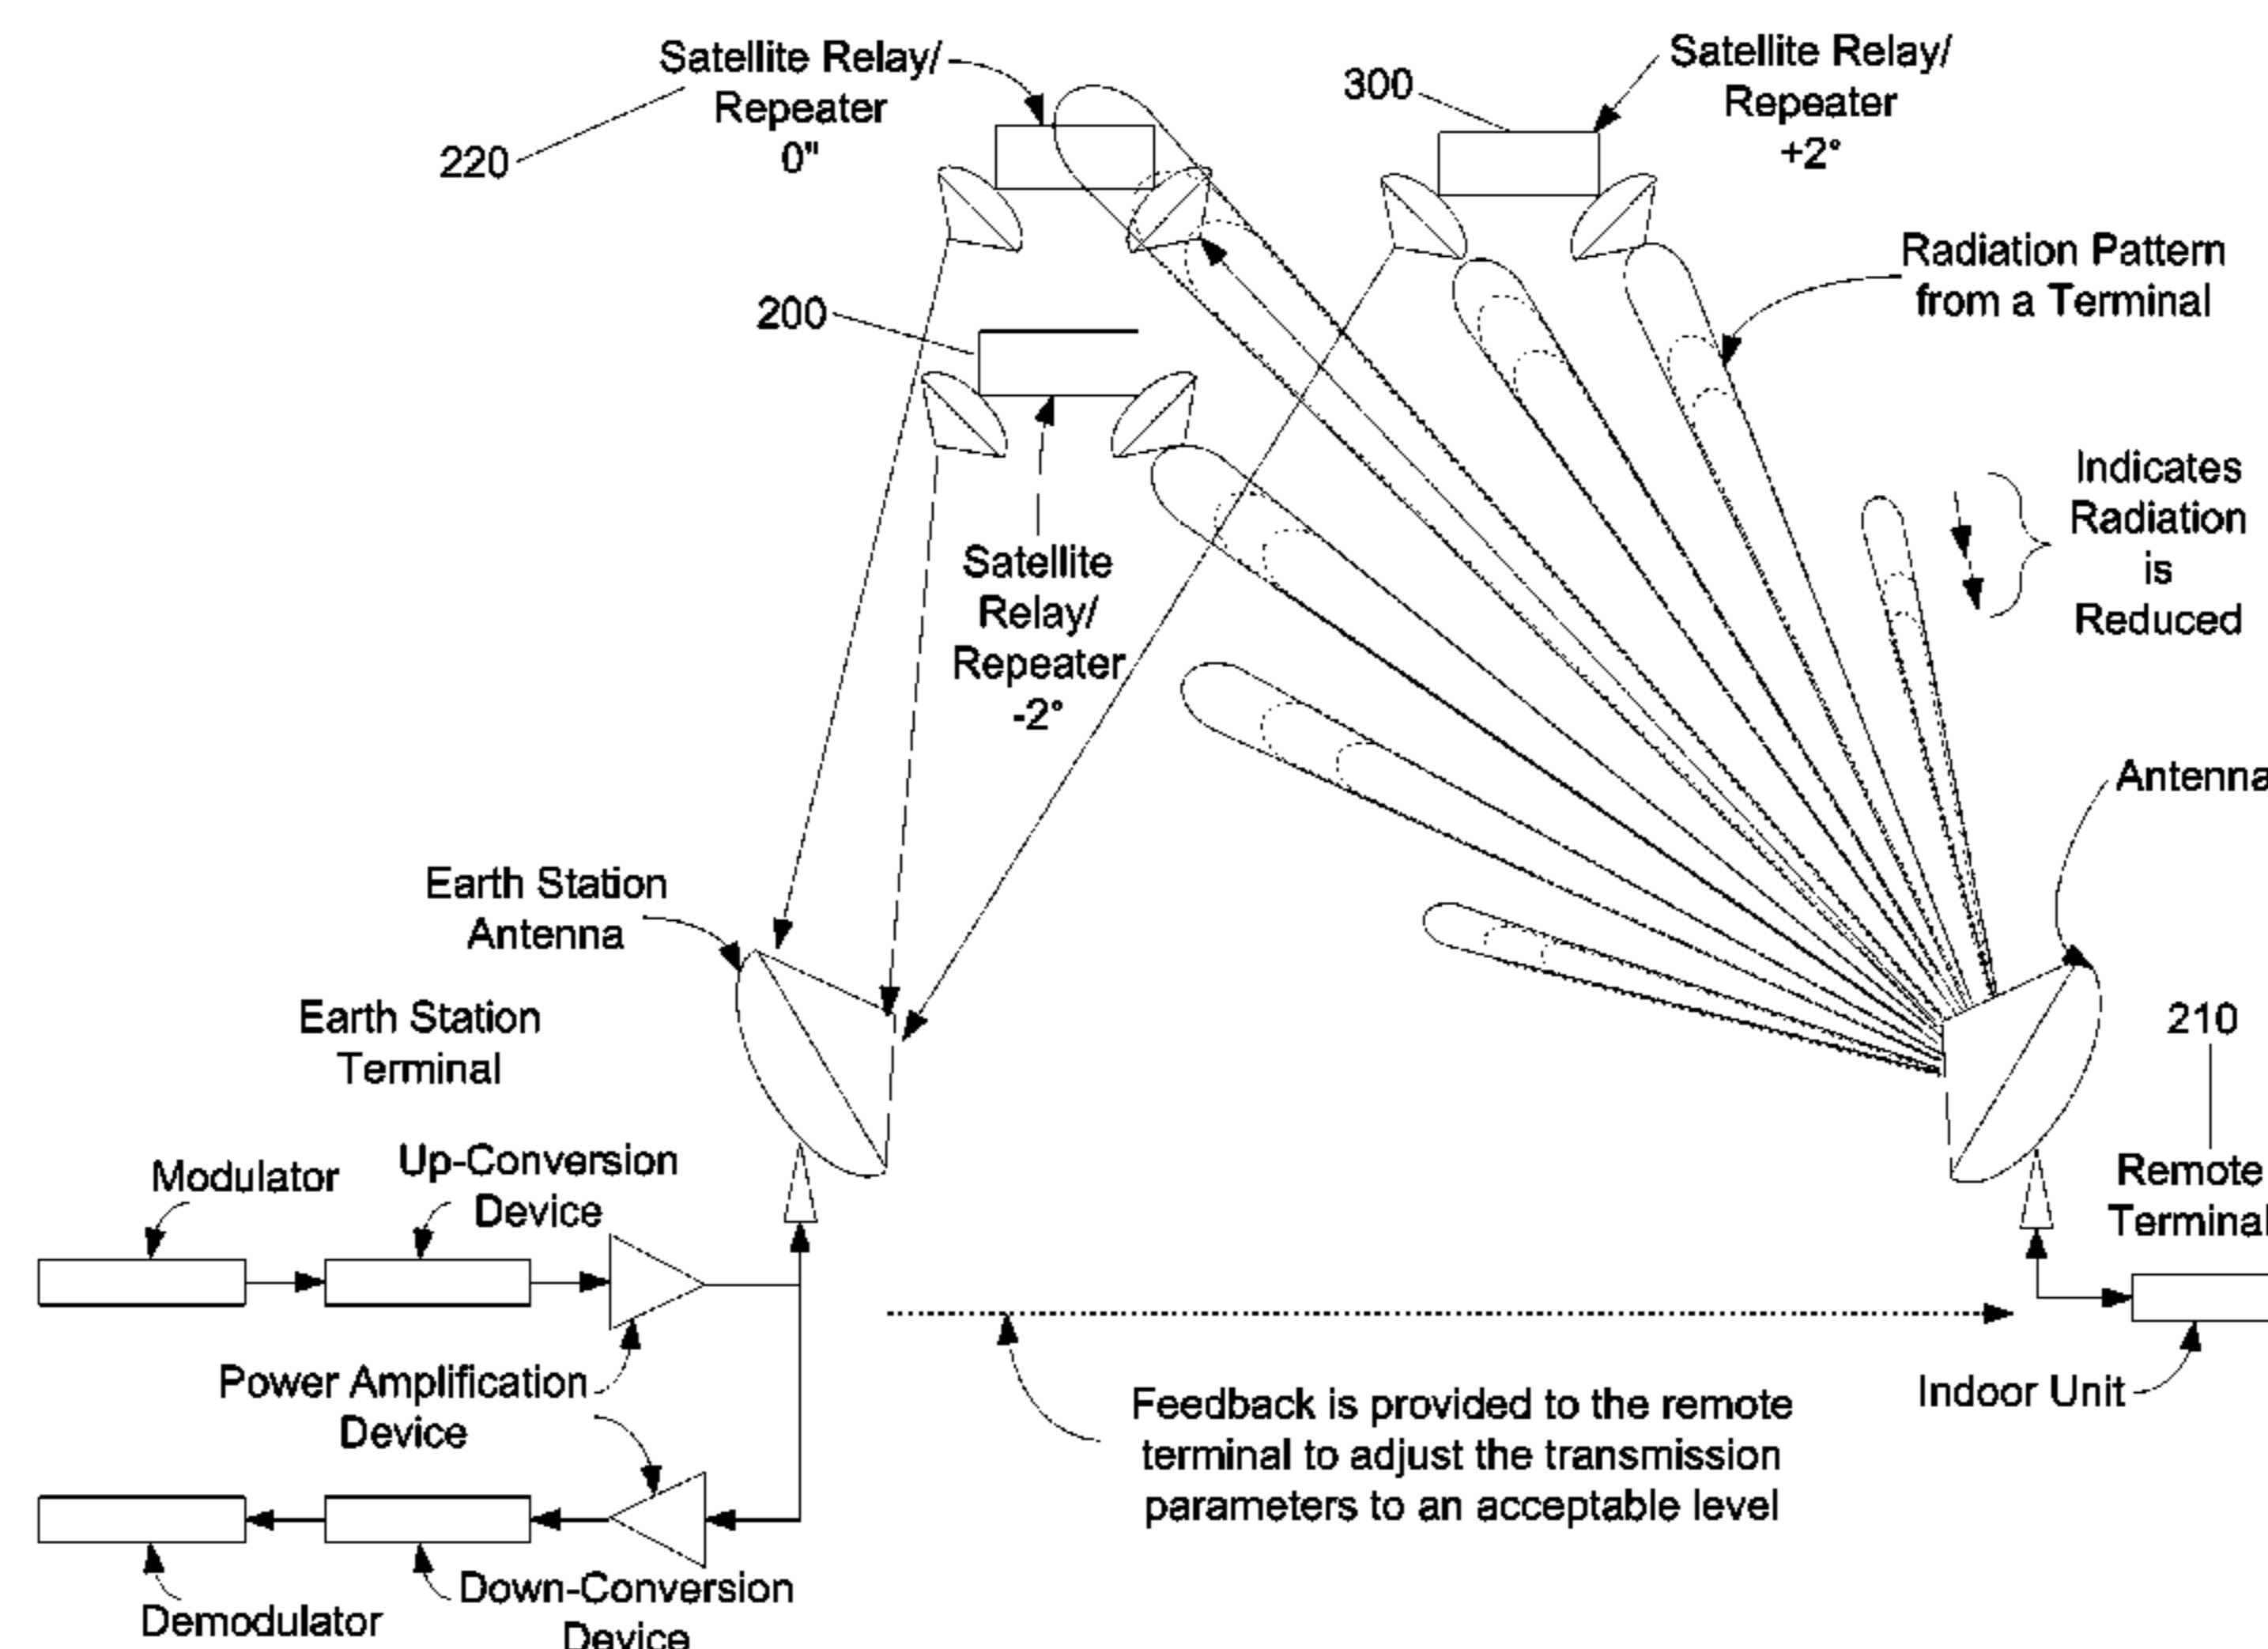 Satellite Relay/
Repeater
0"
220
300
Satellite Relay/
Repeater
+2°
Radiation Pattern
from a Terminal
200
Satellite
Relay/
Repeater
-2°
Indicates
Radiation
is
Reduced
Antenna
Earth Station
Antenna
Earth Station
Terminal
210
Remote
Terminal
Modulator
Up-Conversion
Device
Power Amplification
Device
Indoor Unit
Feedback is provided to the remote
terminal to adjust the transmission
parameters to an acceptable level
Demodulator
Down-Conversion
Device